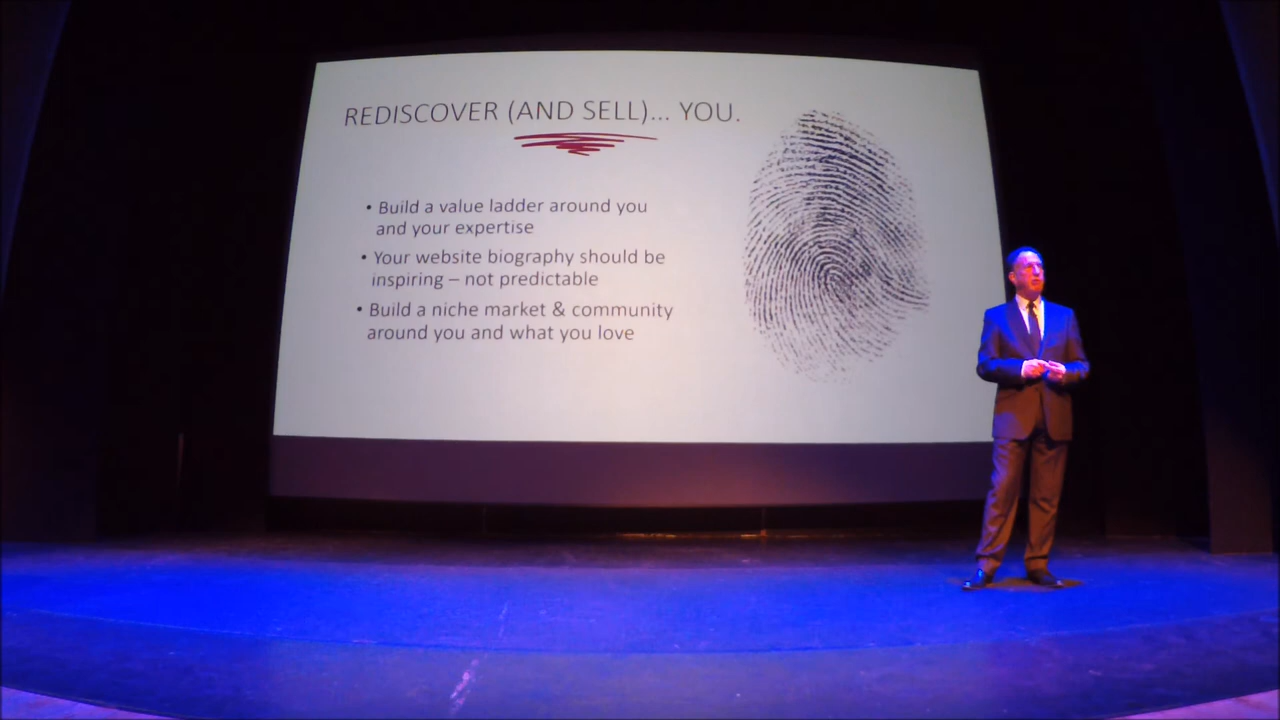 REDISCOVER (AND SELL)... YOU.
• Build a value ladder around you
and your expertise
• Your website biography should be
inspiring – not predictable
• Build a niche market & community
around you and what you love